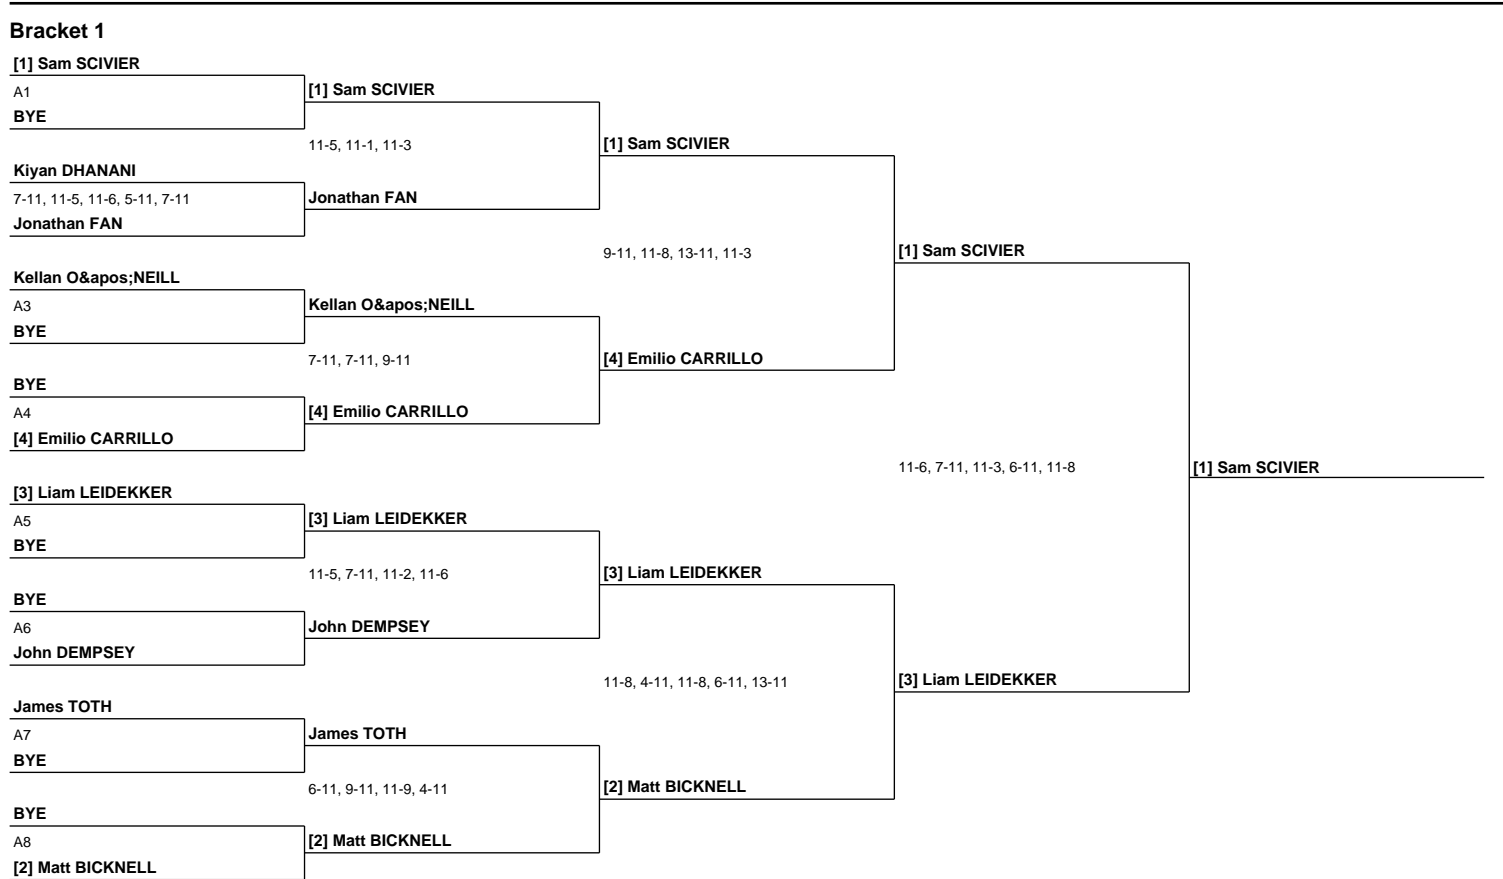 Bracket 1
[1] Sam SCIVIER
A1
BYE
Kiyan DHANANI
7-11, 11-5, 11-6, 5-11, 7-11
Jonathan FAN
Kellan O&apos;NEILL
A3
BYE
BYE
A4
[4] Emilio CARRILLO
[3] Liam LEIDEKKER
A5
BYE
BYE
A6
John DEMPSEY
James TOTH
A7
BYE
BYE
A8
[2] Matt BICKNELL
[1] Sam SCIVIER
11-5, 11-1, 11-3
Jonathan FAN
Kellan O&apos;NEILL
7-11, 7-11, 9-11
[4] Emilio CARRILLO
[3] Liam LEIDEKKER
11-5, 7-11, 11-2, 11-6
John DEMPSEY
James TOTH
6-11, 9-11, 11-9, 4-11
[2] Matt BICKNELL
[1] Sam SCIVIER
9-11, 11-8, 13-11, 11-3
[4] Emilio CARRILLO
[3] Liam LEIDEKKER
11-8, 4-11, 11-8, 6-11, 13-11
[2] Matt BICKNELL
[1] Sam SCIVIER
11-6, 7-11, 11-3, 6-11, 11-8
[3] Liam LEIDEKKER
[1] Sam SCIVIER